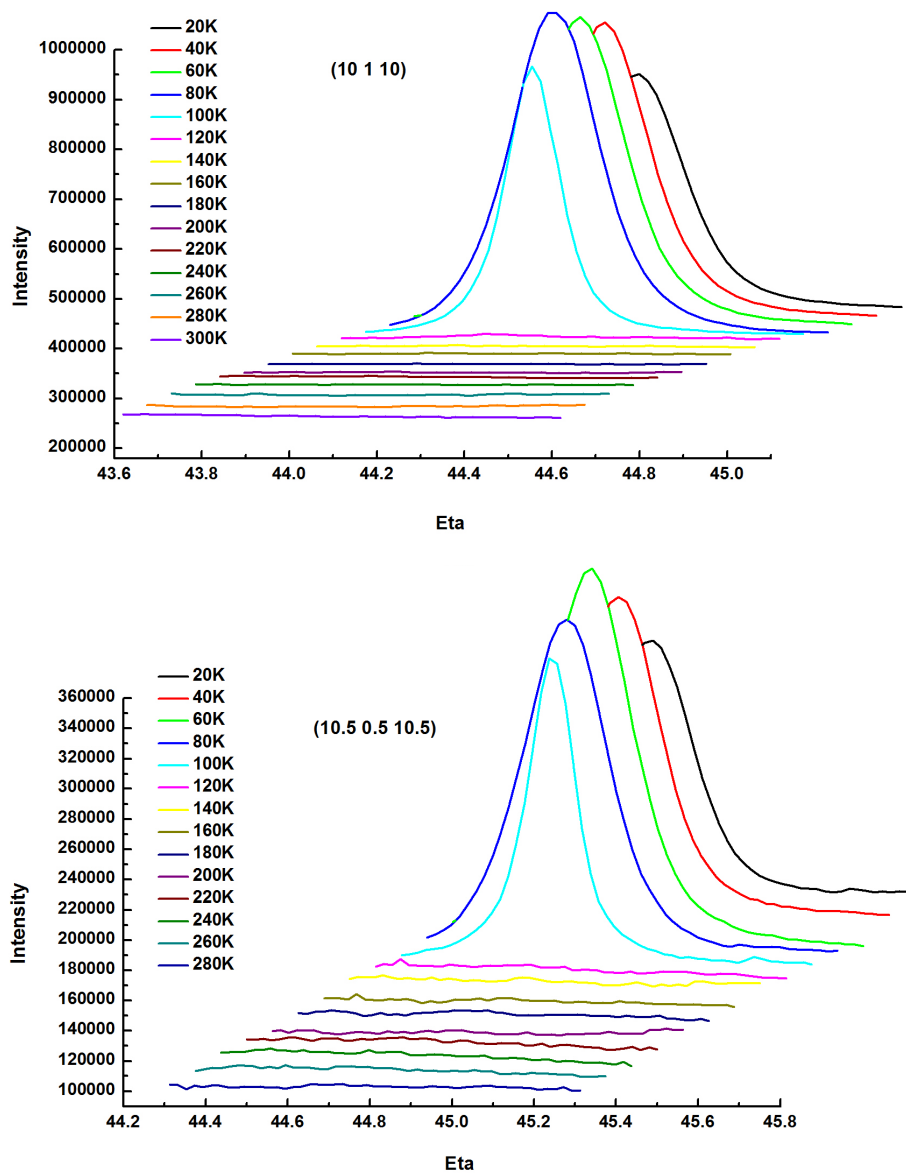 20K
40K
60K
80K
100K
120K
140K
160K
180K
200K
220K
240K
260K
280K
300K
(10 1 10)
1000000
900000
800000
700000
600000
500000
400000
300000
200000
Intensity
43.6 43.8 44.0 44.2 44.4 44.6 44.8 45.0
Eta
20K
40K
60K
80K
100K
120K
140K
160K
180K
200K
220K
240K
260K
280K
(10.5 0.5 10.5)
360000
340000
320000
300000
280000
260000
240000
220000
200000
180000
160000
140000
120000
100000
Intensity
44.2 44.4 44.6 44.8 45.0 45.2 45.4 45.6 45.8
Eta